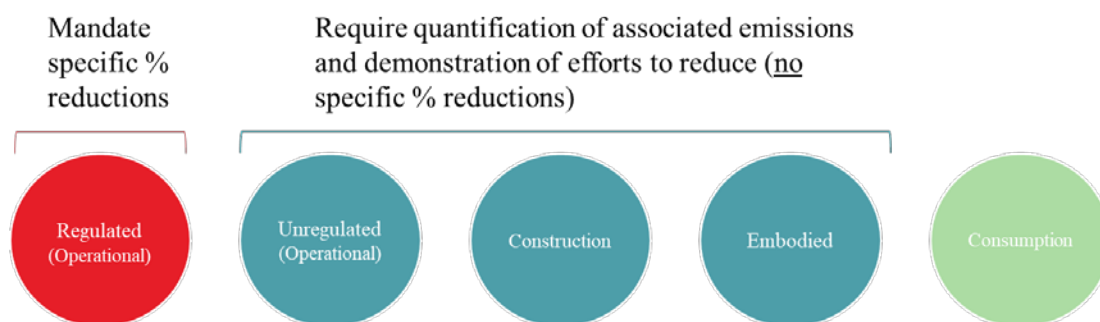 Mandate
specific %
reductions
Require quantification of associated emissions
and demonstration of efforts to reduce (no
specific % reductions)
Regulated
(Operational)
Unregulated
(Operational)
Construction
Embodied
Consumption